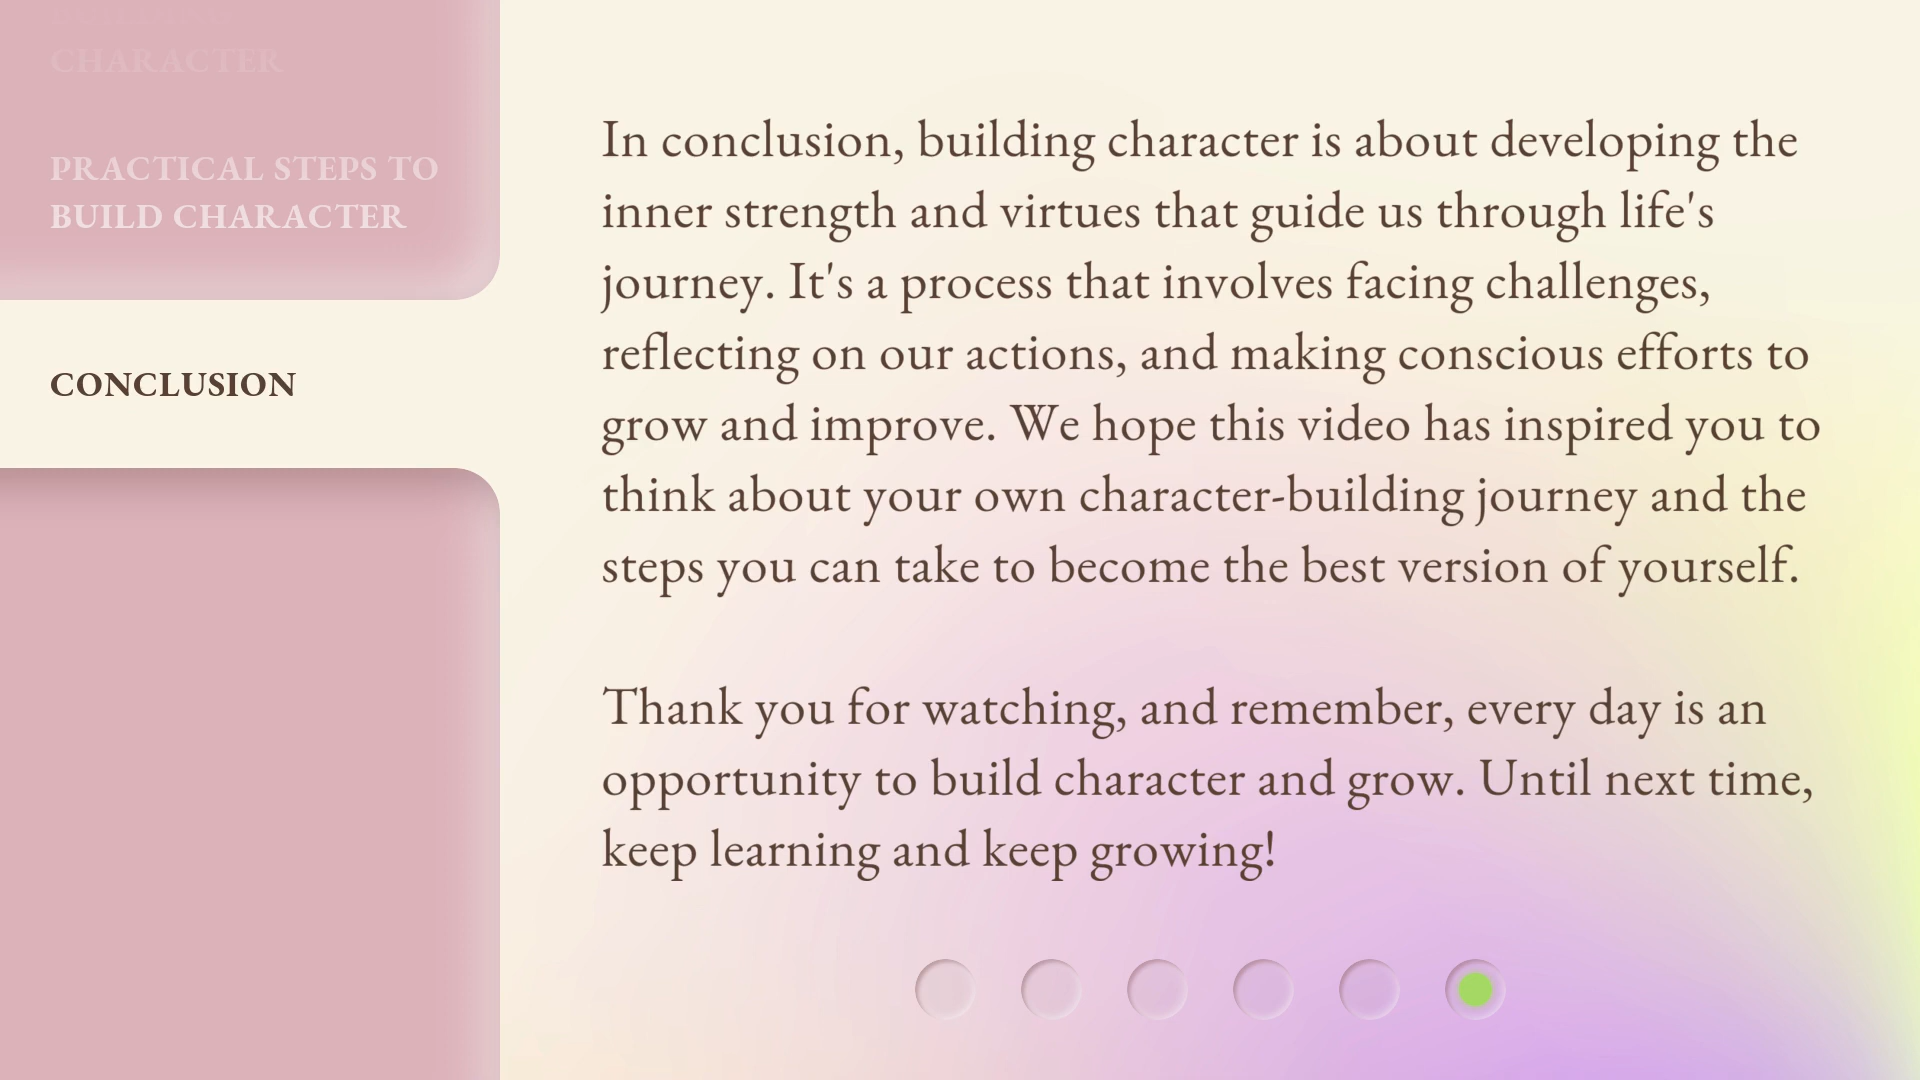 CHARACTER
PRACTICAL STEPS TO
BUILD CHARACTER
CONCLUSION
In conclusion, building character is about developing the
inner strength and virtues that guide us through life's
journey. It's a process that involves facing challenges,
reflecting on our actions, and making conscious efforts to
grow and improve. We hope this video has inspired you to
think about your own character-building journey and the
steps you can take to become the best version of yourself.
Thank you for watching, and remember, every day is an
opportunity to build character and grow. Until next time,
keep learning and keep growing!